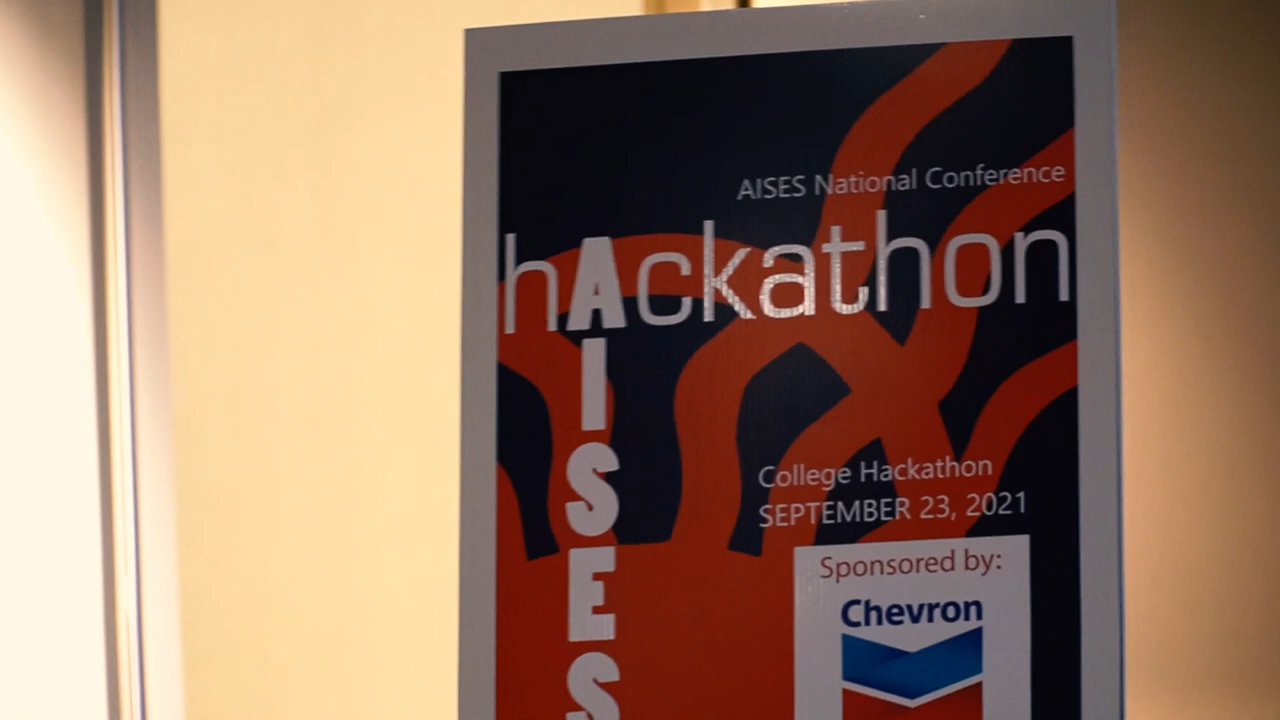 AISES National Conference
hAckathon
AISES
College Hackathon
SEPTEMBER 23, 2021
Sponsored by:
Chevron